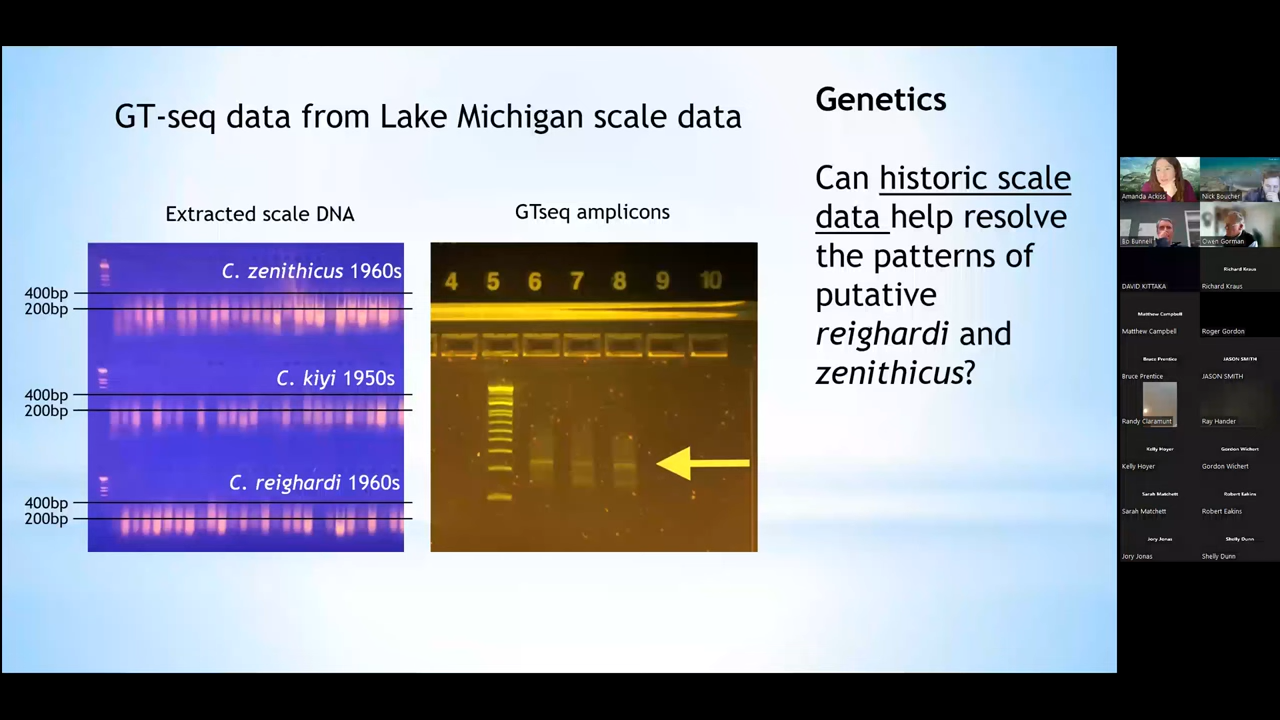 GT-seq data from Lake Michigan scale data
Extracted scale DNA
C. zenithicus 1960s
400bp
200bp
C. kiyi 1950s
400bp
200bp
C. reighardi 1960s
400bp
200bp
GTseq amplicons
4 5 6 7 8 9 10
Genetics
Can historic scale
data help resolve
the patterns of
putative
reighardi and
zenithicus?
Amanda Ackiss
Nick Boucher
Bo Bunnell
Owen Gorman
DAVID KITTAKA
Richard Kraus
Richard Kraus
Matthew Campbell
Matthew Campbell
Roger Gordon
Bruce Prentice
JASON SMITH
Bruce Prentice
JASON SMITH
Randy Claramunt
Ray Hander
Kelly Hoyer
Gordon Wichert
Kelly Hoyer
Gordon Wichert
Sarah Matchett
Robert Eakins
Sarah Matchett
Robert Eakins
Jory Jonas
Shelly Dunn
Jory Jonas
Shelly Dunn